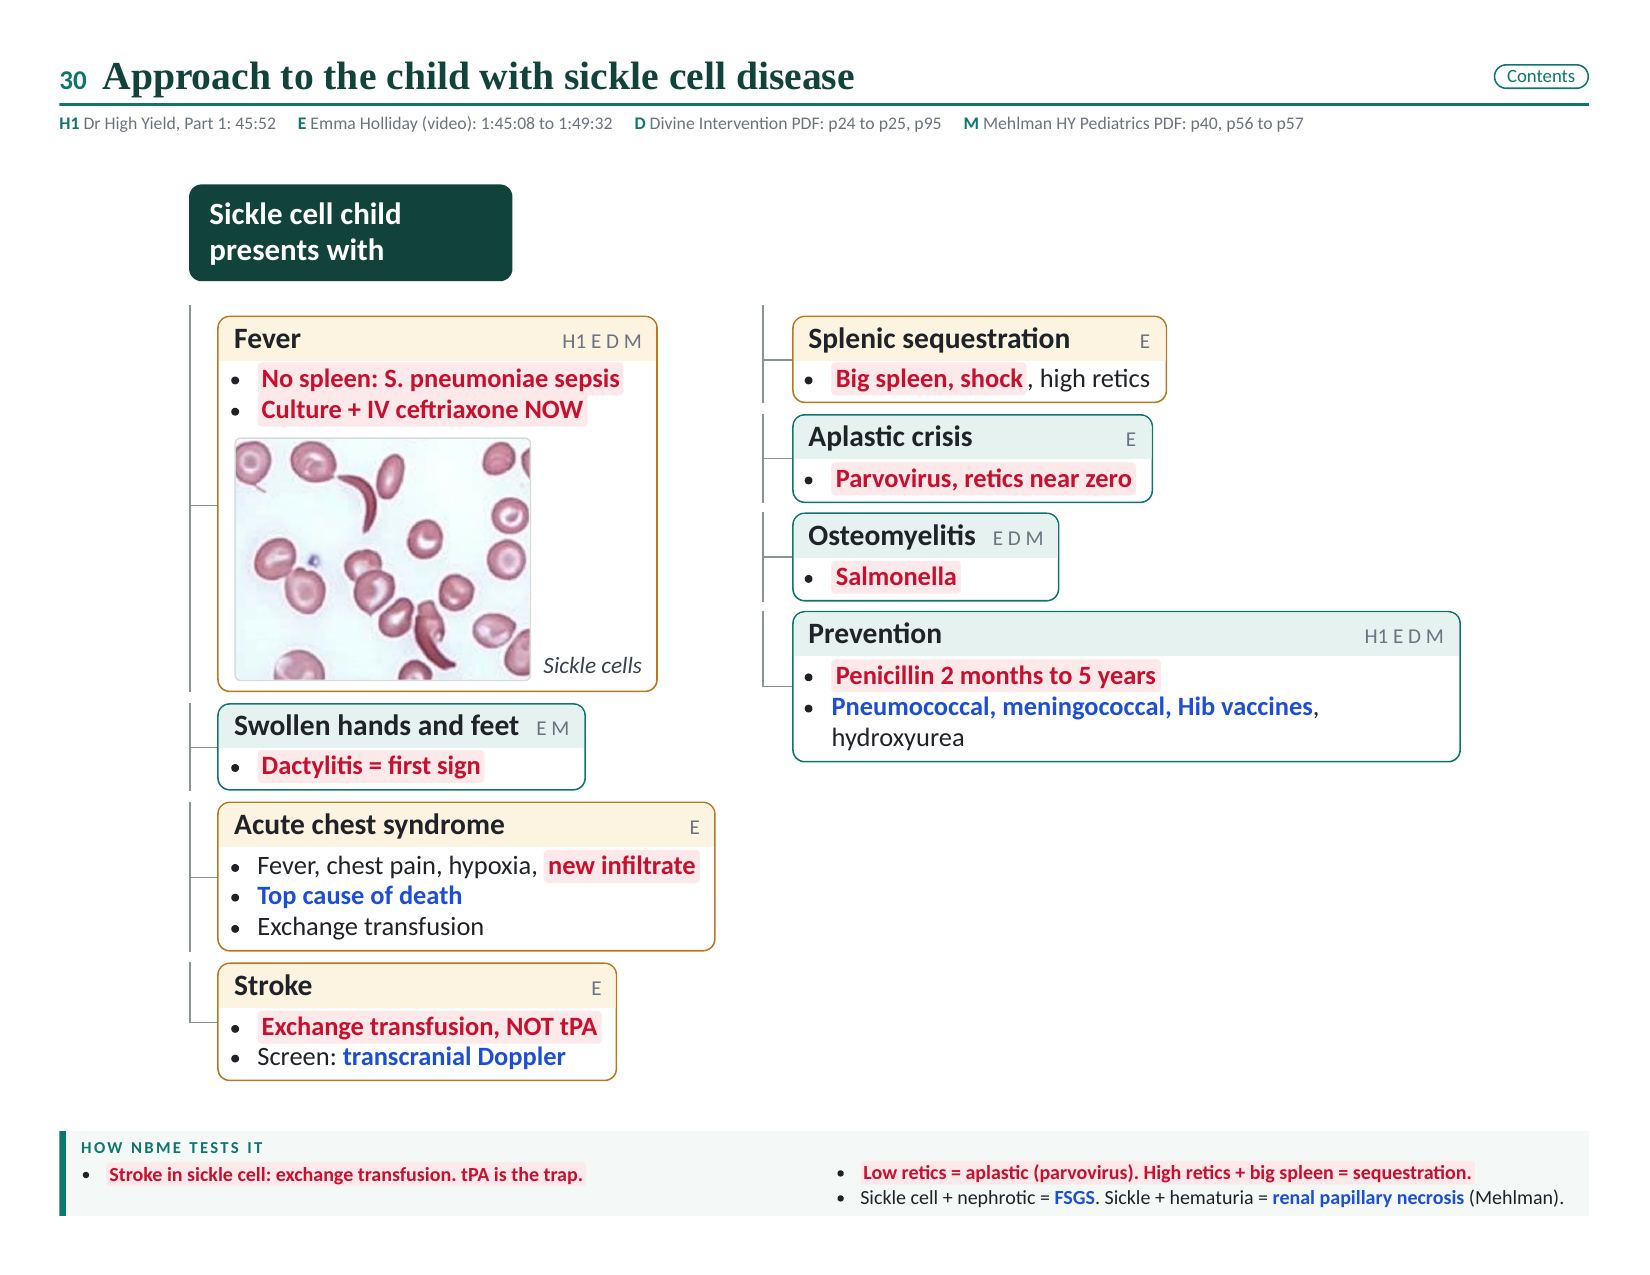 30 Approach to the child with sickle cell disease
Contents
H1 Dr High Yield, Part 1: 45:52 E Emma Holliday (video): 1:45:08 to 1:49:32 D Divine Intervention PDF: p24 to p25, p95 M Mehlman HY Pediatrics PDF: p40, p56 to p57
Sickle cell child
presents with
Fever H1 E D M
• No spleen: S. pneumoniae sepsis
• Culture + IV ceftriaxone NOW
Sickle cells
Swollen hands and feet E M
• Dactylitis = first sign
Acute chest syndrome E
• Fever, chest pain, hypoxia, new infiltrate
• Top cause of death
• Exchange transfusion
Stroke E
• Exchange transfusion, NOT tPA
• Screen: transcranial Doppler
Splenic sequestration E
• Big spleen, shock, high retics
Aplastic crisis E
• Parvovirus, retics near zero
Osteomyelitis E D M
• Salmonella
Prevention H1 E D M
• Penicillin 2 months to 5 years
• Pneumococcal, meningococcal, Hib vaccines,
hydroxyurea
HOW NBME TESTS IT
• Stroke in sickle cell: exchange transfusion. tPA is the trap.
• Low retics = aplastic (parvovirus). High retics + big spleen = sequestration.
• Sickle cell + nephrotic = FSGS. Sickle + hematuria = renal papillary necrosis (Mehlman).